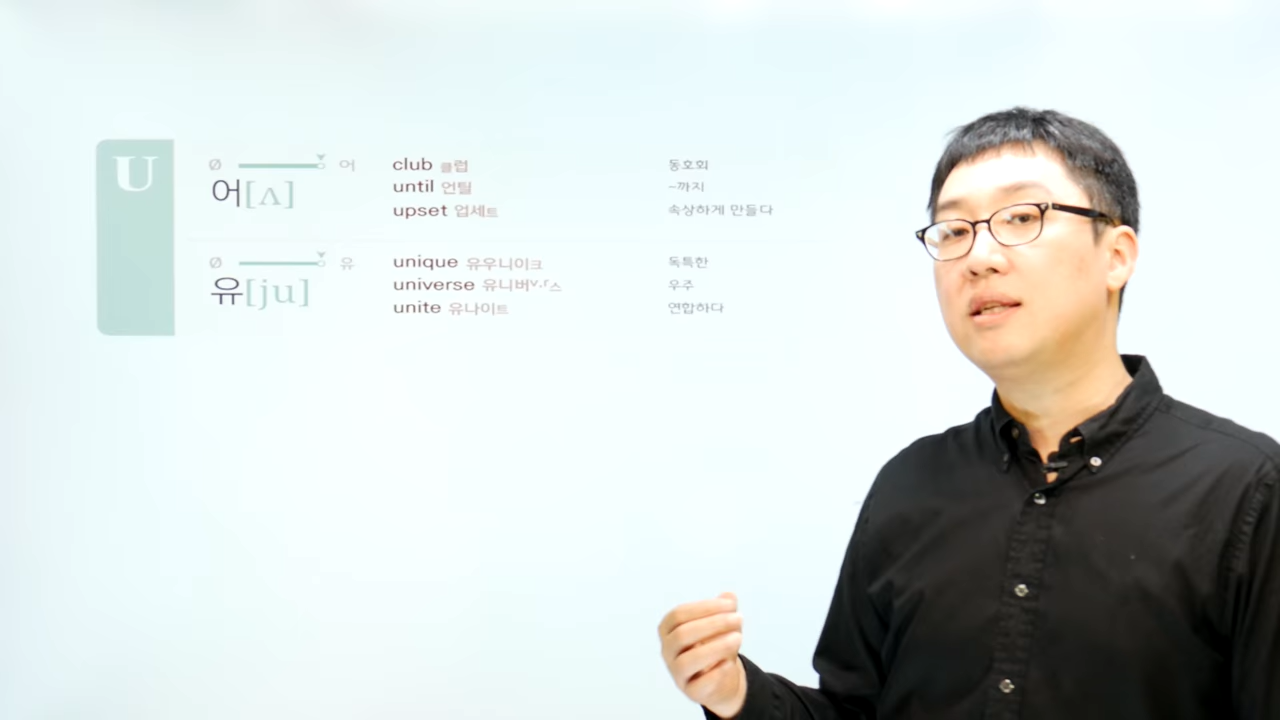 U
Ø 어
어[ʌ]
club 클럽 동호회
until 언틸 ~까지
upset 업세트 속상하게 만들다
Ø 유
유[ju]
unique 유우니이크 독특한
universe 유니버v·r스 우주
unite 유나이트 연합하다